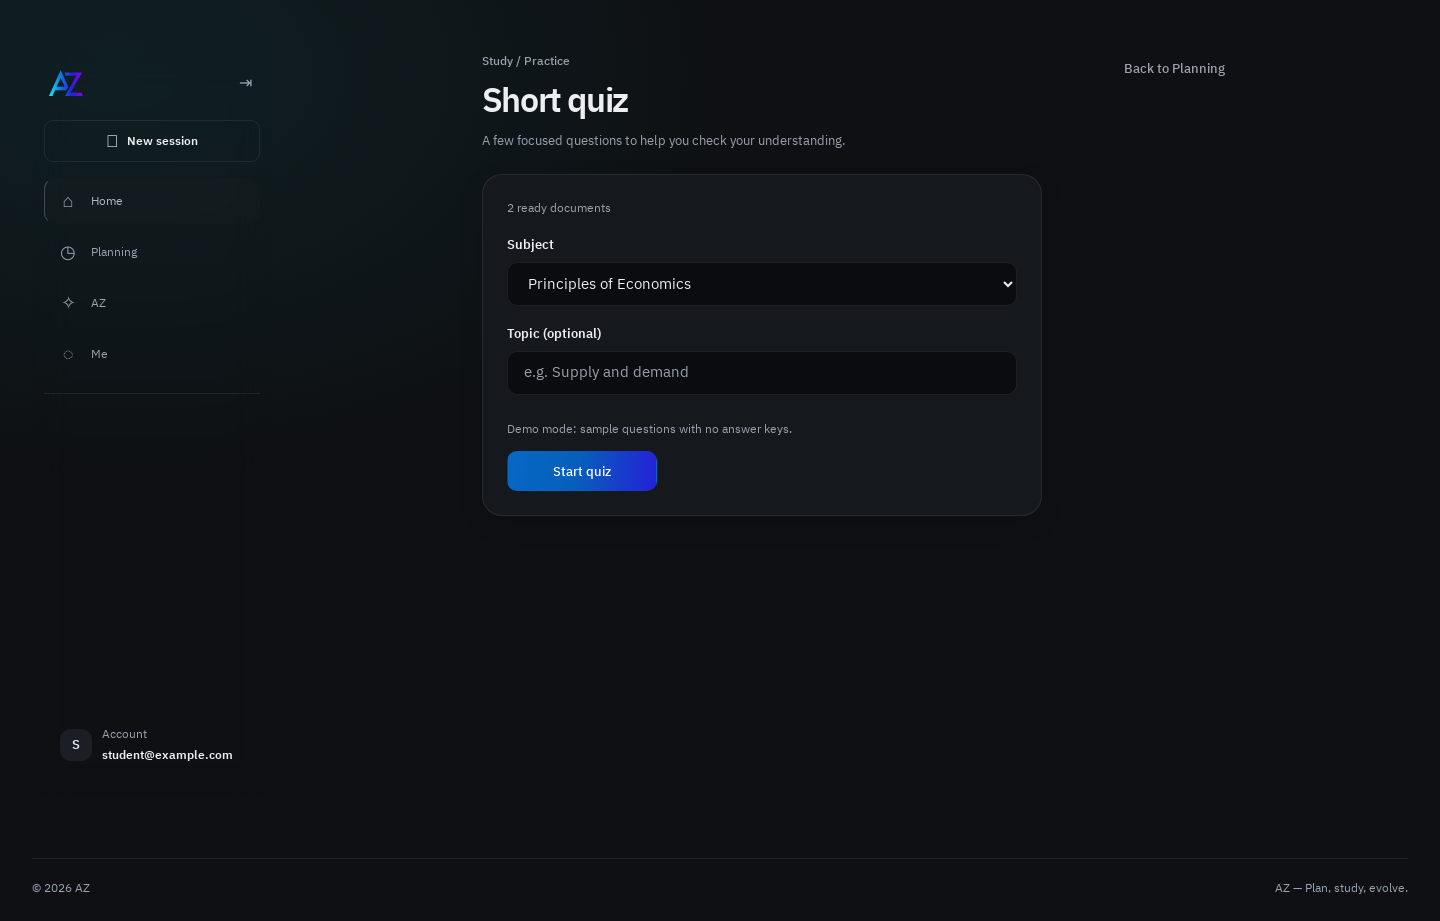 AZ
New session
Home
Planning
AZ
Me
Account
S
student@example.com
Study / Practice
Short quiz
A few focused questions to help you check your understanding.
Back to Planning
2 ready documents
Subject
Principles of Economics
Topic (optional)
e.g. Supply and demand
Demo mode: sample questions with no answer keys.
Start quiz
© 2026 AZ
AZ — Plan, study, evolve.